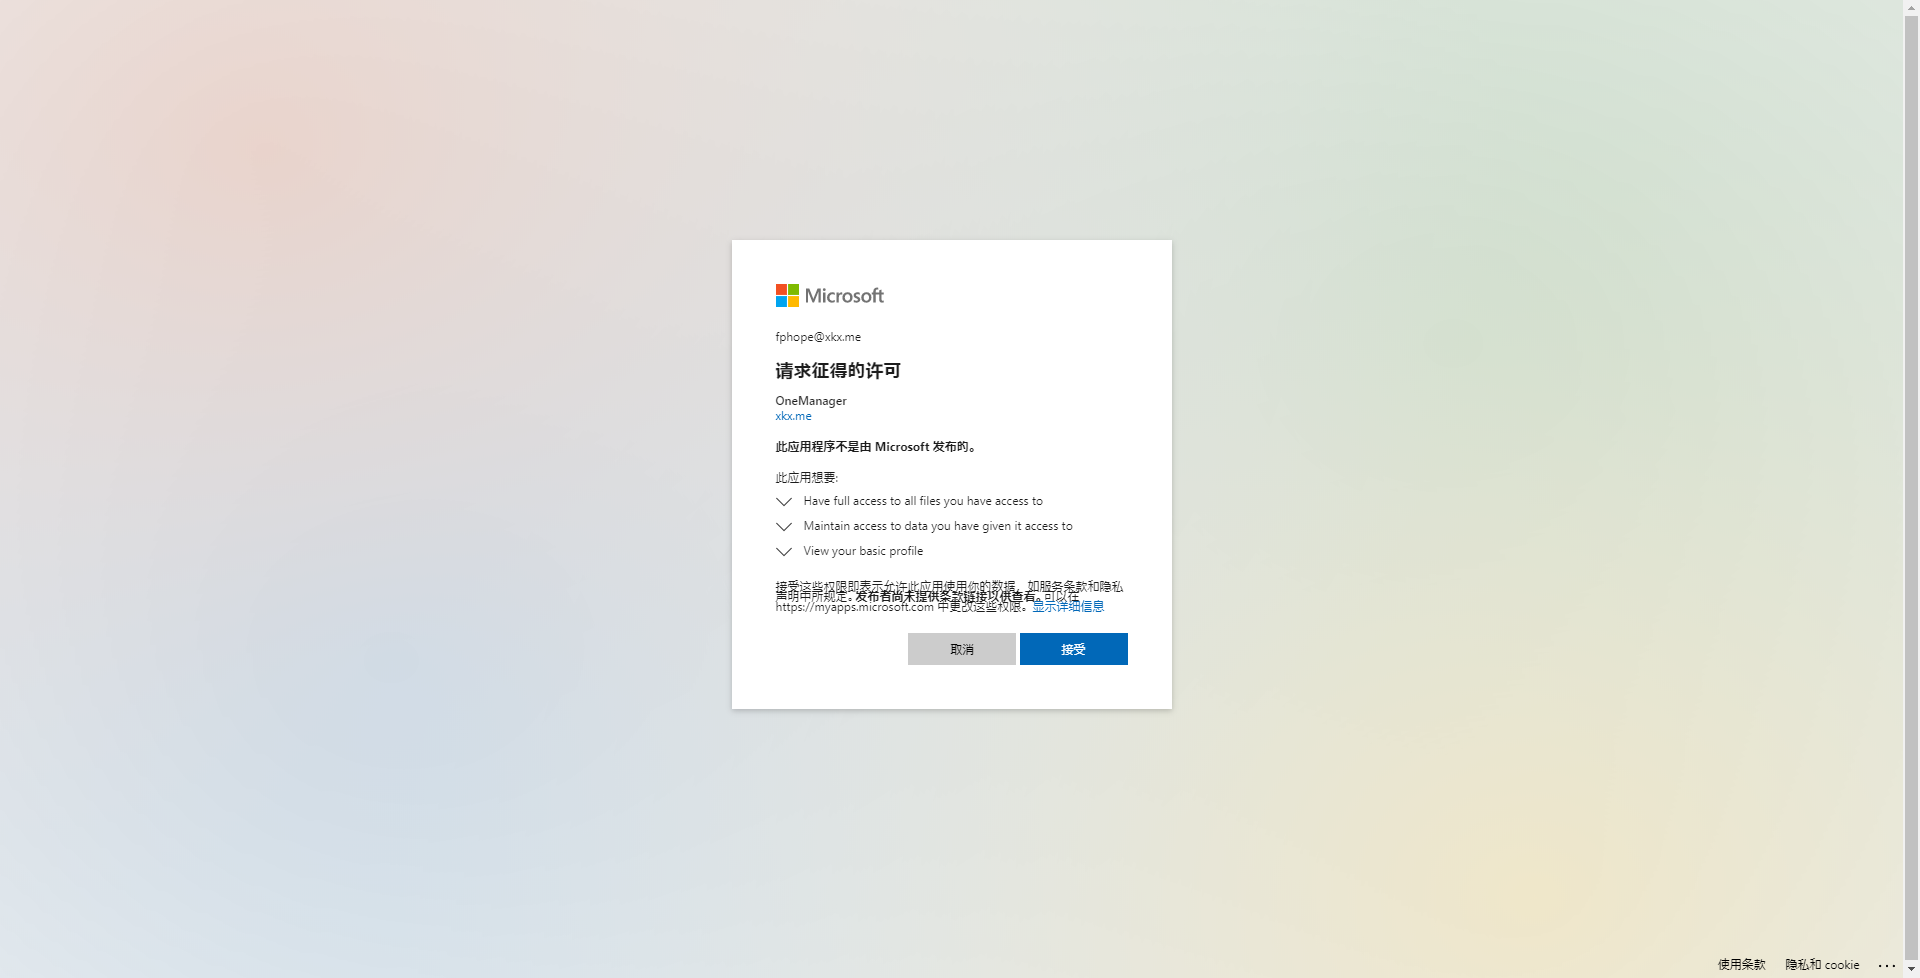 Microsoft
fphope@xkx.me
请求征得的许可
OneManager
xkx.me
此应用程序不是由 Microsoft 发布的。
此应用想要:
Have full access to all files you have access to
Maintain access to data you have given it access to
View your basic profile
接受这些权限即表示允许此应用使用你的数据，如服务条款和隐私
声明中所规定。发布者尚未提供条款链接以供查看。可以在
https://myapps.microsoft.com 中更改这些权限。显示详细信息
取消 接受
使用条款 隐私和 cookie ...